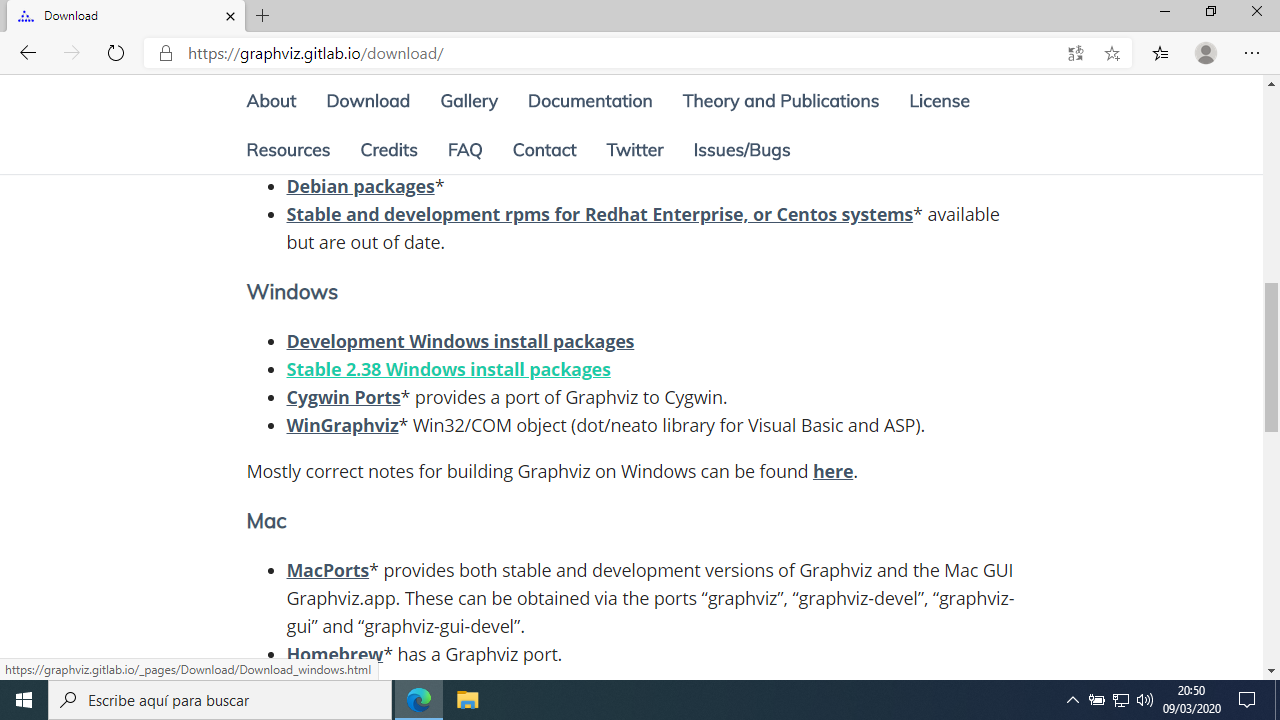 Download
https://graphviz.gitlab.io/download/
About Download Gallery Documentation Theory and Publications License
Resources Credits FAQ Contact Twitter Issues/Bugs
• Debian packages*
• Stable and development rpms for Redhat Enterprise, or Centos systems* available
but are out of date.
Windows
• Development Windows install packages
• Stable 2.38 Windows install packages
• Cygwin Ports* provides a port of Graphviz to Cygwin.
• WinGraphviz* Win32/COM object (dot/neato library for Visual Basic and ASP).
Mostly correct notes for building Graphviz on Windows can be found here.
Mac
• MacPorts* provides both stable and development versions of Graphviz and the Mac GUI
Graphviz.app. These can be obtained via the ports “graphviz”, “graphviz-devel”, “graphviz-
gui” and “graphviz-gui-devel”.
• Homebrew* has a Graphviz port.
https://graphviz.gitlab.io/_pages/Download/Download_windows.html
Escribe aquí para buscar
20:50
09/03/2020